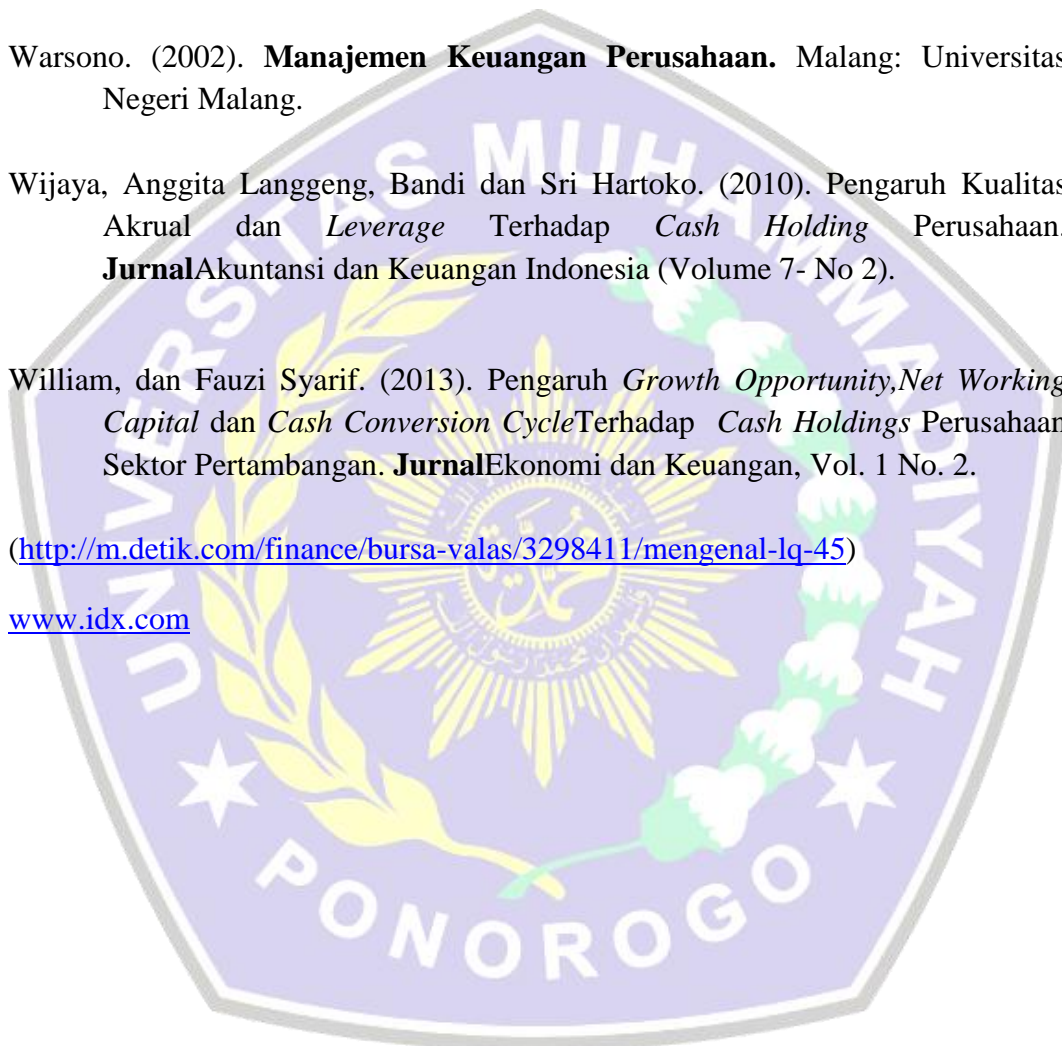 Warsono. (2002). Manajemen Keuangan Perusahaan. Malang: Universitas
Negeri Malang.
Wijaya, Anggita Langgeng, Bandi dan Sri Hartoko. (2010). Pengaruh Kualitas
Akrual dan Leverage Terhadap Cash Holding Perusahaan.
JurnalAkuntansi dan Keuangan Indonesia (Volume 7- No 2).
William, dan Fauzi Syarif. (2013). Pengaruh Growth Opportunity,Net Working
Capital dan Cash Conversion CycleTerhadap Cash Holdings Perusahaan
Sektor Pertambangan. JurnalEkonomi dan Keuangan, Vol. 1 No. 2.
(http://m.detik.com/finance/bursa-valas/3298411/mengenal-lq-45)
www.idx.com
UNIVERSITAS MUHAMMADIYAH
PONOROGO